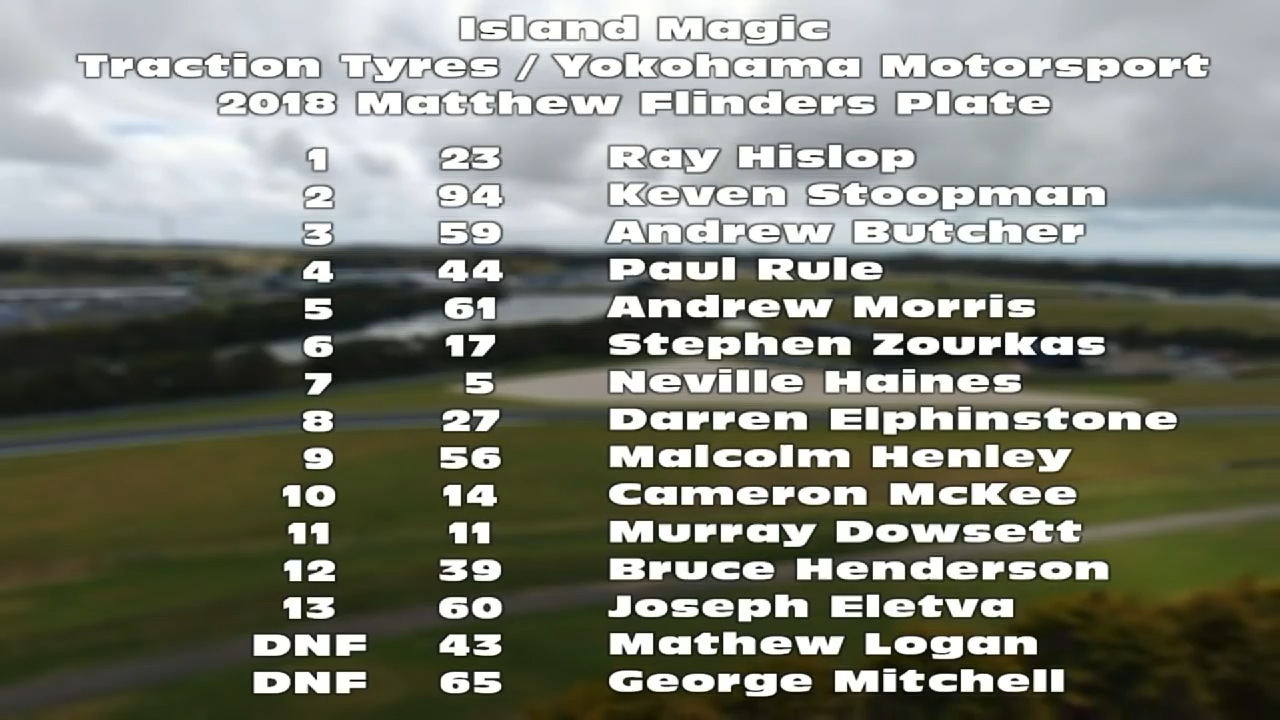 Island Magic
Traction Tyres / Yokohama Motorsport
2018 Matthew Flinders Plate
1 23 Ray Hislop
2 94 Keven Stoopman
3 59 Andrew Butcher
4 44 Paul Rule
5 61 Andrew Morris
6 17 Stephen Zourkas
7 5 Neville Haines
8 27 Darren Elphinstone
9 56 Malcolm Henley
10 14 Cameron McKee
11 11 Murray Dowsett
12 39 Bruce Henderson
13 60 Joseph Eletva
DNF 43 Mathew Logan
DNF 65 George Mitchell